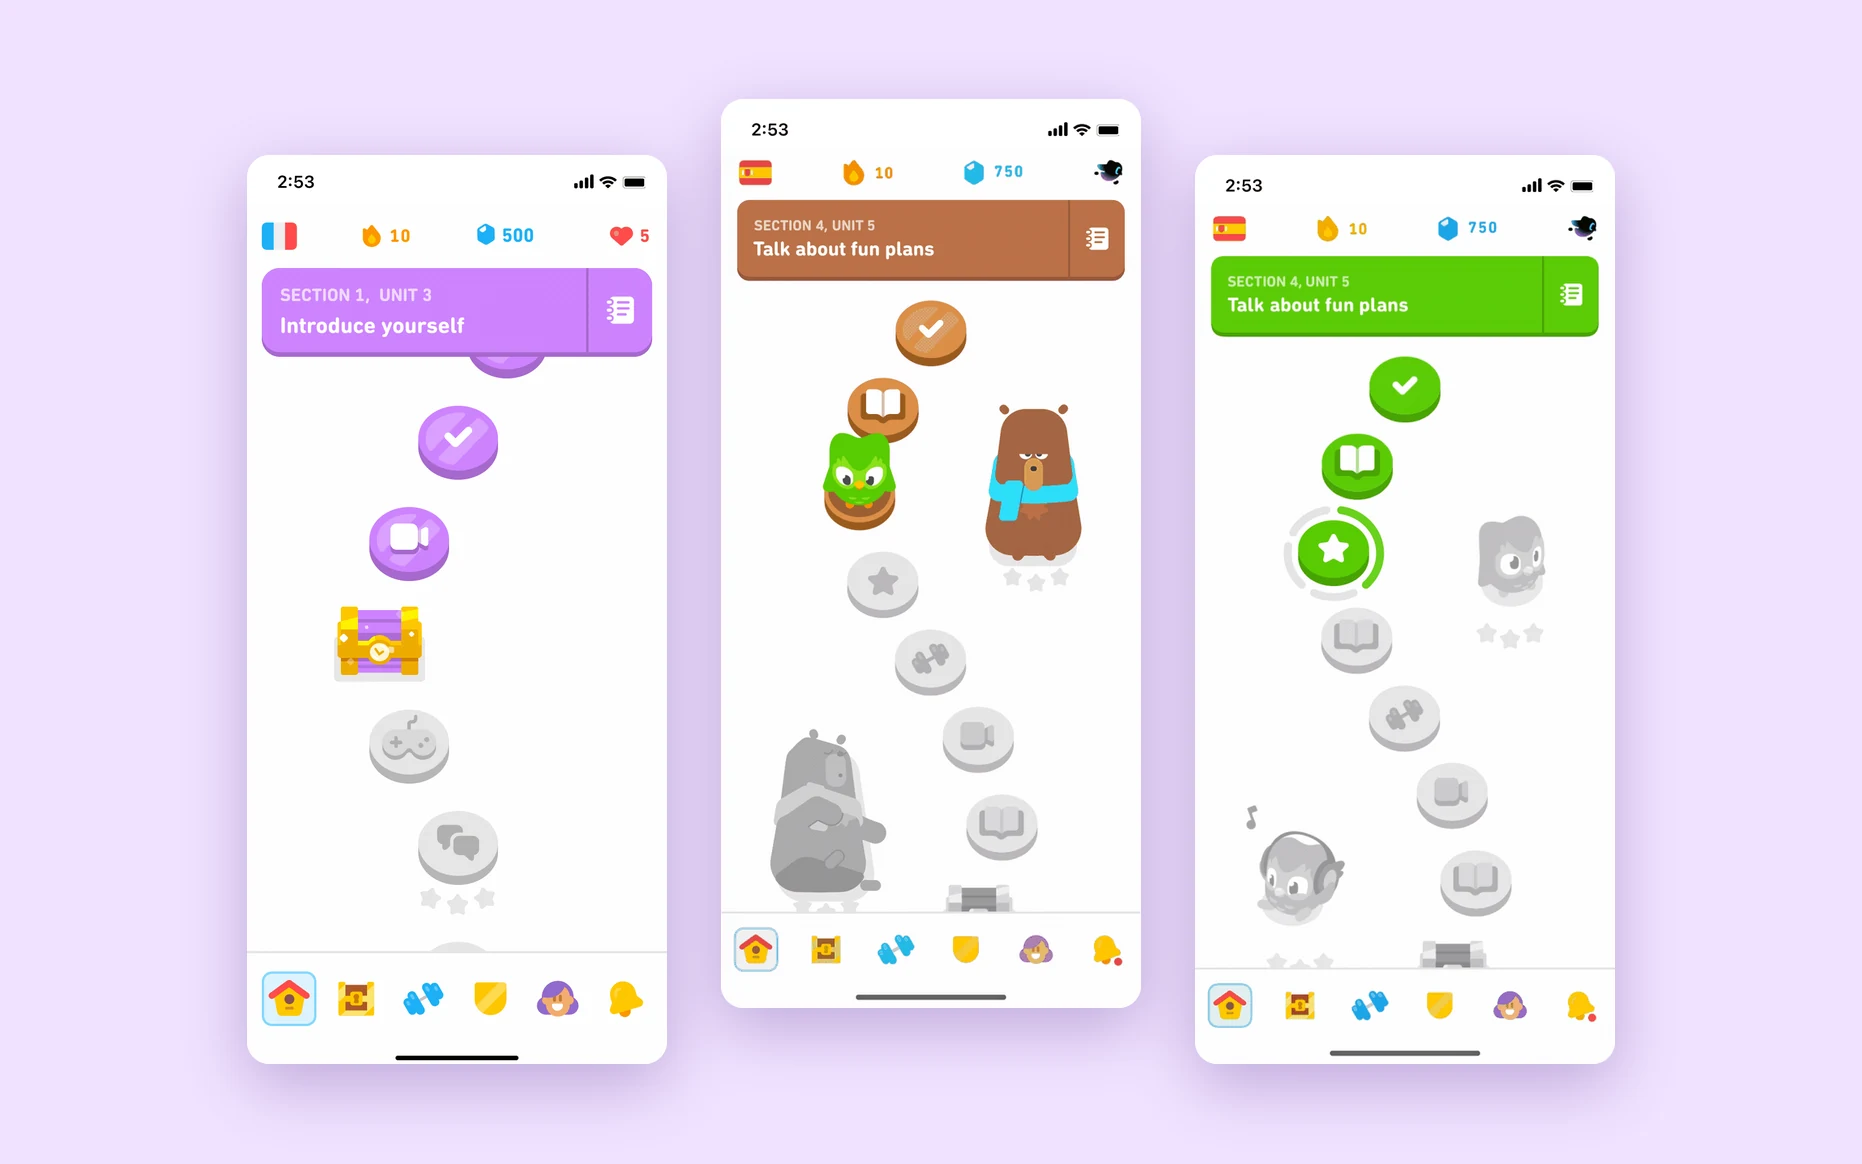 2:53
10
500
5
SECTION 1, UNIT 3
Introduce yourself
2:53
10
750
SECTION 4, UNIT 5
Talk about fun plans
2:53
10
750
SECTION 4, UNIT 5
Talk about fun plans